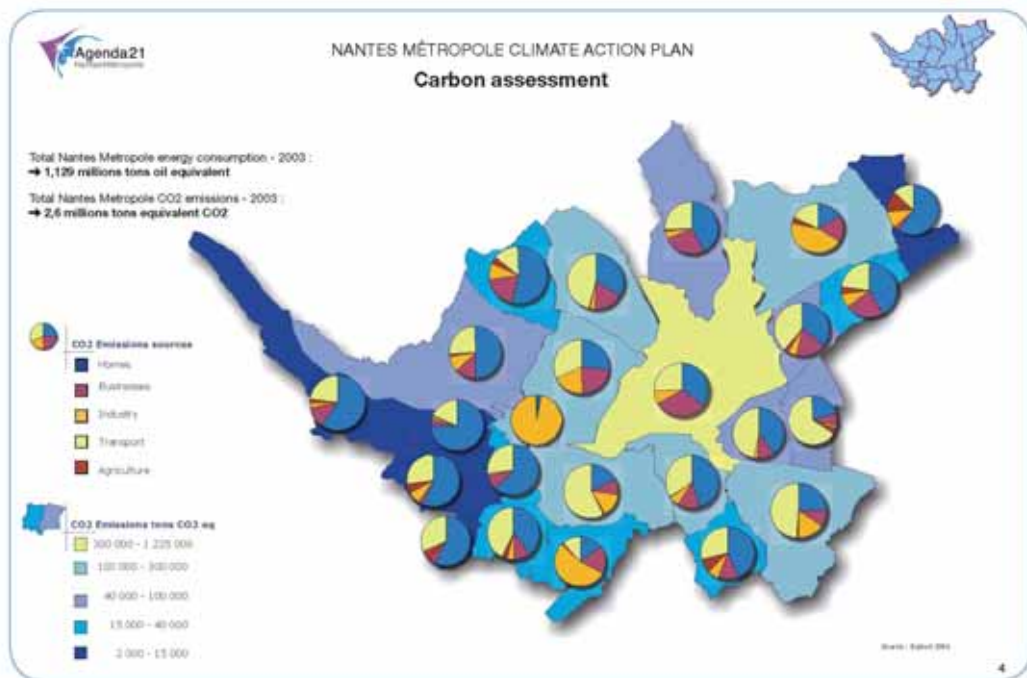 Agenda21
NantesMétropole
NANTES MÉTROPOLE CLIMATE ACTION PLAN
Carbon assessment
Total Nantes Metropole energy consumption - 2003 :
➔ 1,129 millions tons oil equivalent
Total Nantes Metropole CO2 emissions - 2003 :
➔ 2,6 millions tons equivalent CO2
CO2 Emissions sources
Homes
Businesses
Industry
Transport
Agriculture
CO2 Emissions tons CO2 eq
300 000 - 1 225 000
100 000 - 300 000
40 000 - 100 000
15 000 - 40 000
2 000 - 15 000
4